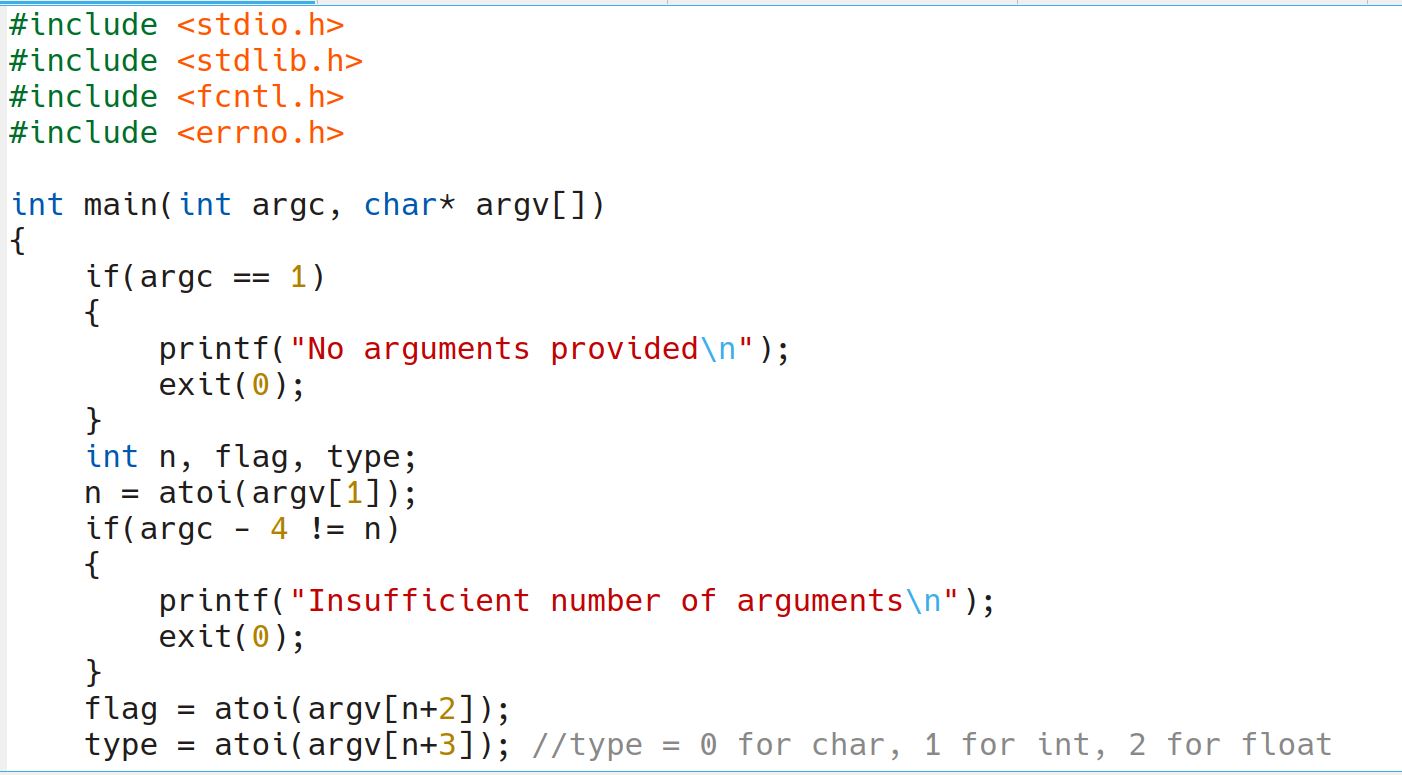 #include <stdio.h>
#include <stdlib.h>
#include <fcntl.h>
#include <errno.h>

int main(int argc, char* argv[])
{
    if(argc == 1)
    {
        printf("No arguments provided\n");
        exit(0);
    }
    int n, flag, type;
    n = atoi(argv[1]);
    if(argc - 4 != n)
    {
        printf("Insufficient number of arguments\n");
        exit(0);
    }
    flag = atoi(argv[n+2]);
    type = atoi(argv[n+3]); //type = 0 for char, 1 for int, 2 for float